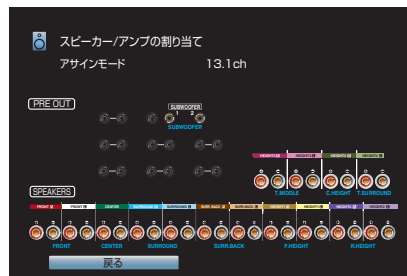 スピーカー/アンプの割り当て
アサインモード 13.1ch
PRE OUT
SUBWOOFER
1 2
SUBWOOFER
T.MIDDLE C.HEIGHT T.SURROUND
SPEAKERS
FRONT CENTER SURROUND SURR.BACK F.HEIGHT R.HEIGHT
戻る